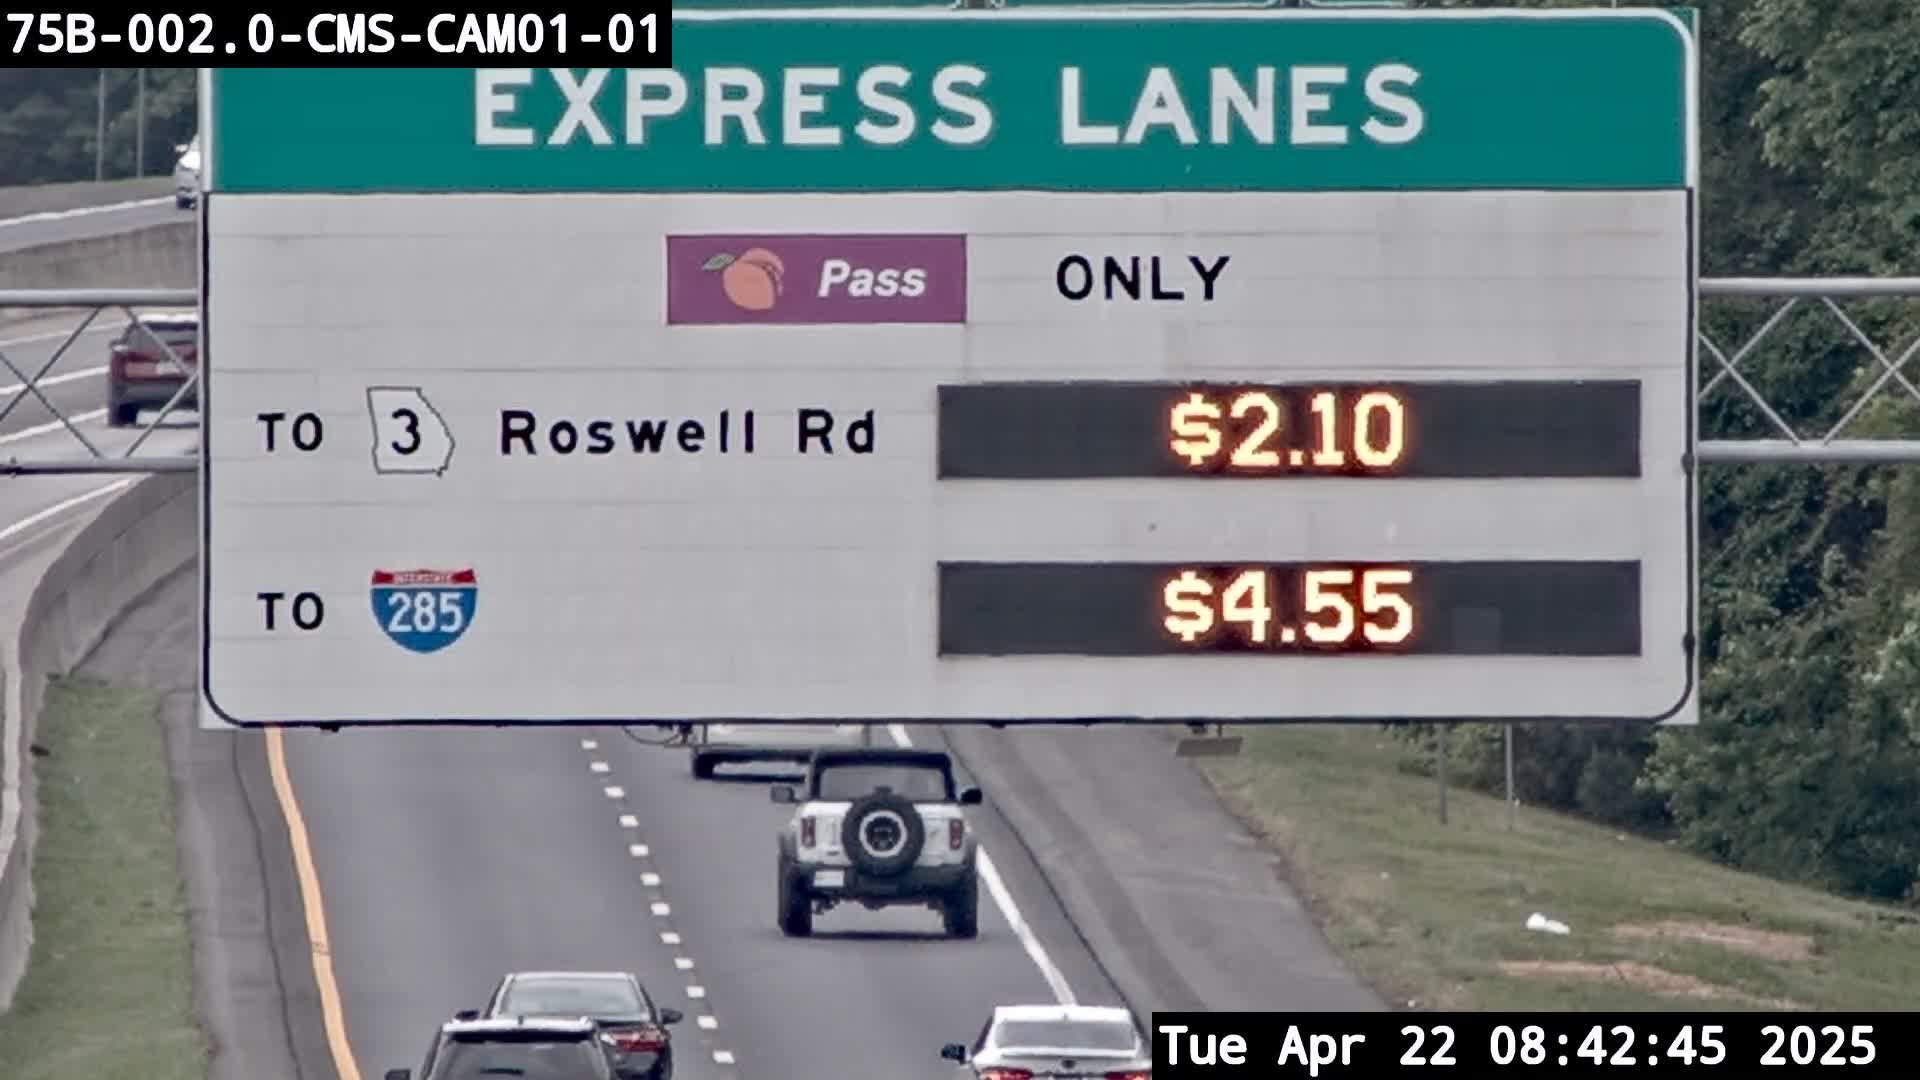 75B-002.0-CMS-CAM01-01
EXPRESS LANES
Pass ONLY
TO 3 Roswell Rd $2.10
INTERSTATE
TO 285 $4.55
Tue Apr 22 08:42:45 2025